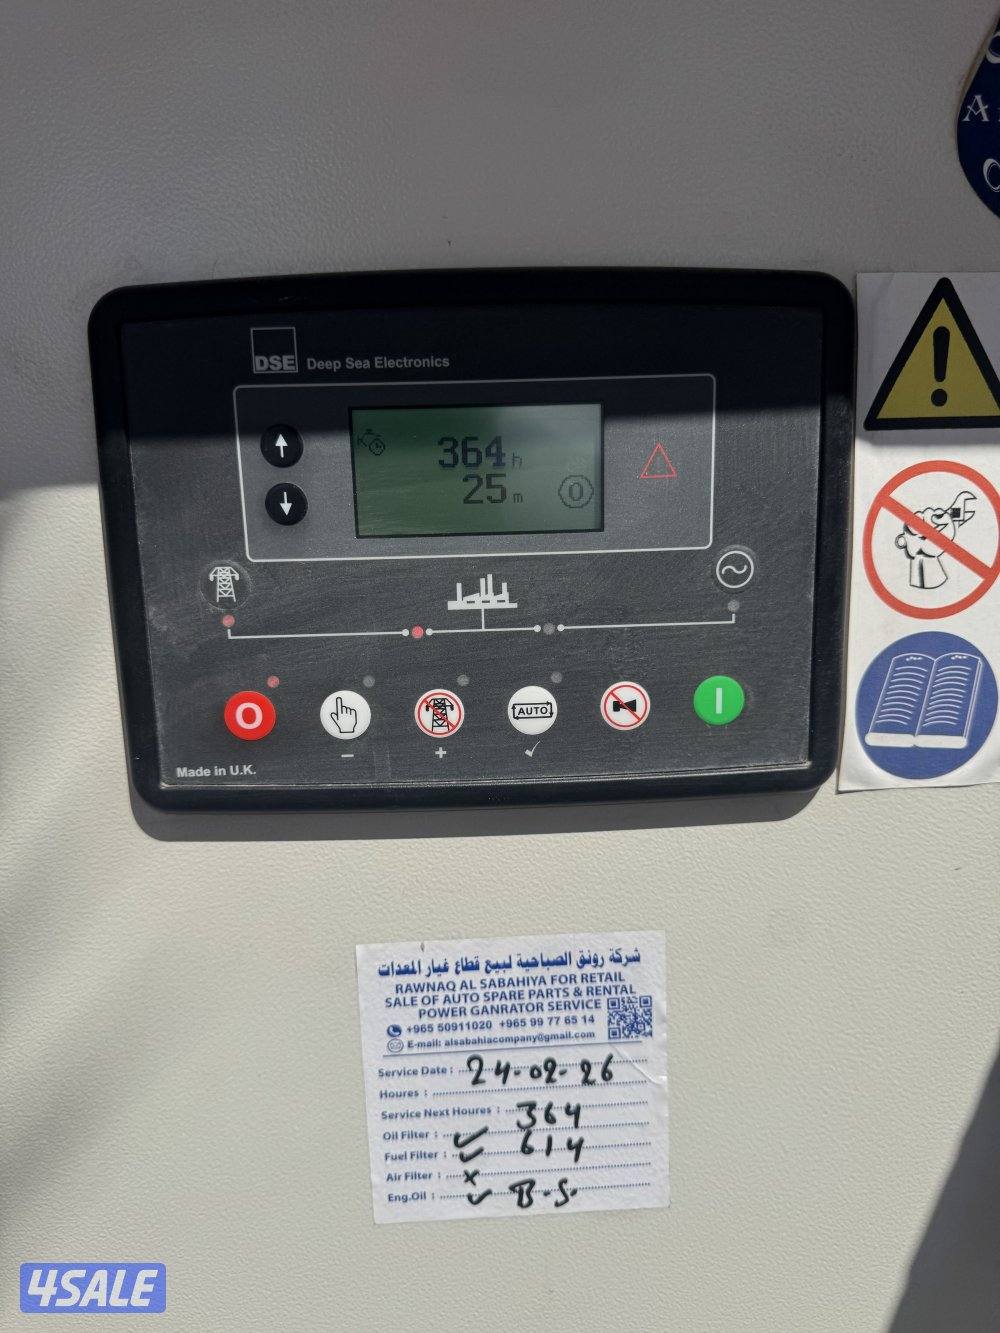 DSE Deep Sea Electronics
364 h
25 m
O
AUTO
I
- +
Made in U.K.
شركة رونق الصباحية لبيع قطاع غيار المعدات
RAWNAQ AL SABAHIYA FOR RETAIL
SALE OF AUTO SPARE PARTS & RENTAL
POWER GANRATOR SERVICE
+965 50911020 +965 99 77 65 14
E-mail: alsabahiacompany@gmail.com
Service Date : 24-02-26
Houres :
Service Next Houres : 364
Oil Filter : ✓
Fuel Filter : ✓ 614
Air Filter : x
Eng.Oil : ✓ B.S.
4SALE